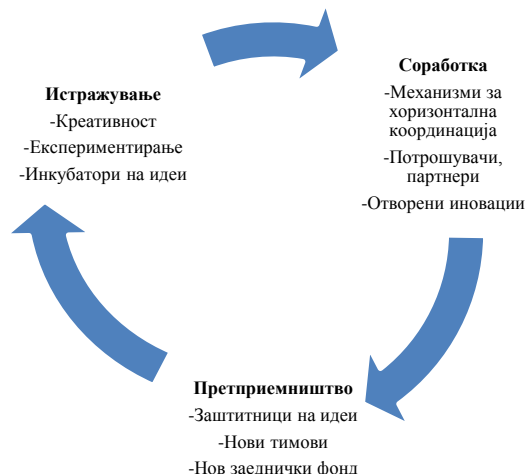 Истражување
-Креативност
-Експериментирање
-Инкубатори на идеи
Соработка
-Механизми за
хоризонтална
координација
-Потрошувачи,
партнери
-Отворени иновации
Претприемништво
-Заштитници на идеи
-Нови тимови
-Нов заеднички фонд